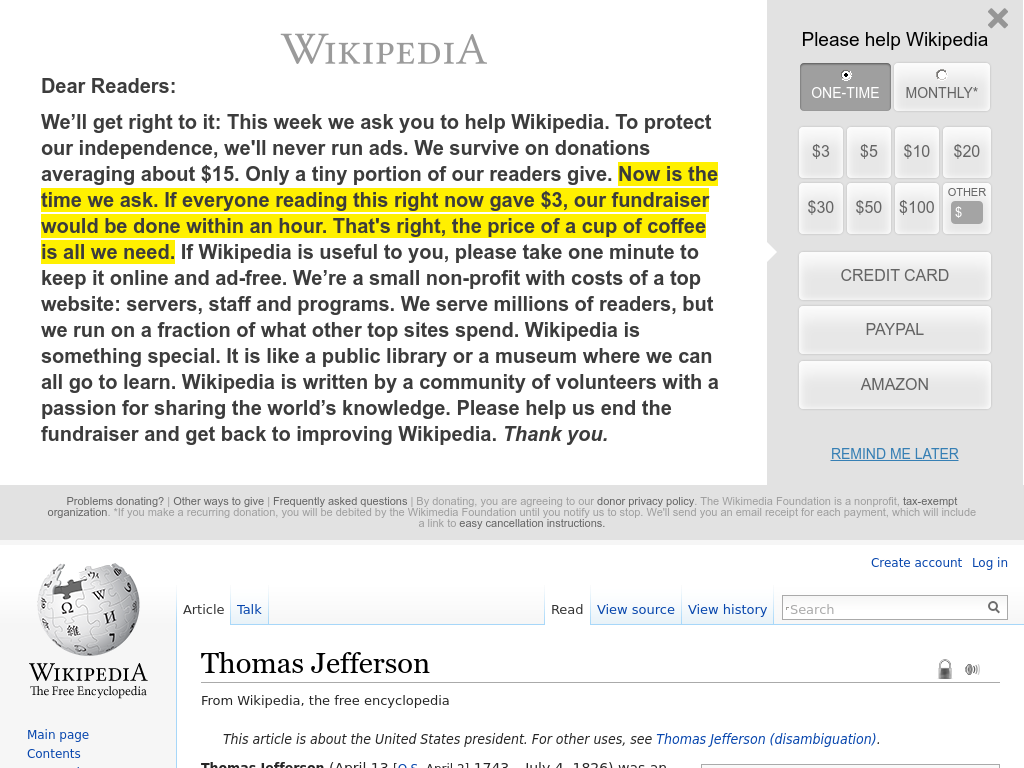 WIKIPEDIA
Dear Readers:
We’ll get right to it: This week we ask you to help Wikipedia. To protect
our independence, we'll never run ads. We survive on donations
averaging about $15. Only a tiny portion of our readers give. Now is the
time we ask. If everyone reading this right now gave $3, our fundraiser
would be done within an hour. That's right, the price of a cup of coffee
is all we need. If Wikipedia is useful to you, please take one minute to
keep it online and ad-free. We’re a small non-profit with costs of a top
website: servers, staff and programs. We serve millions of readers, but
we run on a fraction of what other top sites spend. Wikipedia is
something special. It is like a public library or a museum where we can
all go to learn. Wikipedia is written by a community of volunteers with a
passion for sharing the world’s knowledge. Please help us end the
fundraiser and get back to improving Wikipedia. Thank you.
Please help Wikipedia
ONE-TIME MONTHLY*
$3 $5 $10 $20
$30 $50 $100 OTHER
$
CREDIT CARD
PAYPAL
AMAZON
REMIND ME LATER
Problems donating? | Other ways to give | Frequently asked questions | By donating, you are agreeing to our donor privacy policy. The Wikimedia Foundation is a nonprofit, tax-exempt
organization. *If you make a recurring donation, you will be debited by the Wikimedia Foundation until you notify us to stop. We'll send you an email receipt for each payment, which will include
a link to easy cancellation instructions.
Create account Log in
Ω W И 維
WIKIPEDIA
The Free Encyclopedia
Article Talk Read View source View history Search
Thomas Jefferson
From Wikipedia, the free encyclopedia
This article is about the United States president. For other uses, see Thomas Jefferson (disambiguation).
Main page
Contents
Thomas Jefferson (April 13 [O.S. April 2] 1743 – July 4, 1826) was an